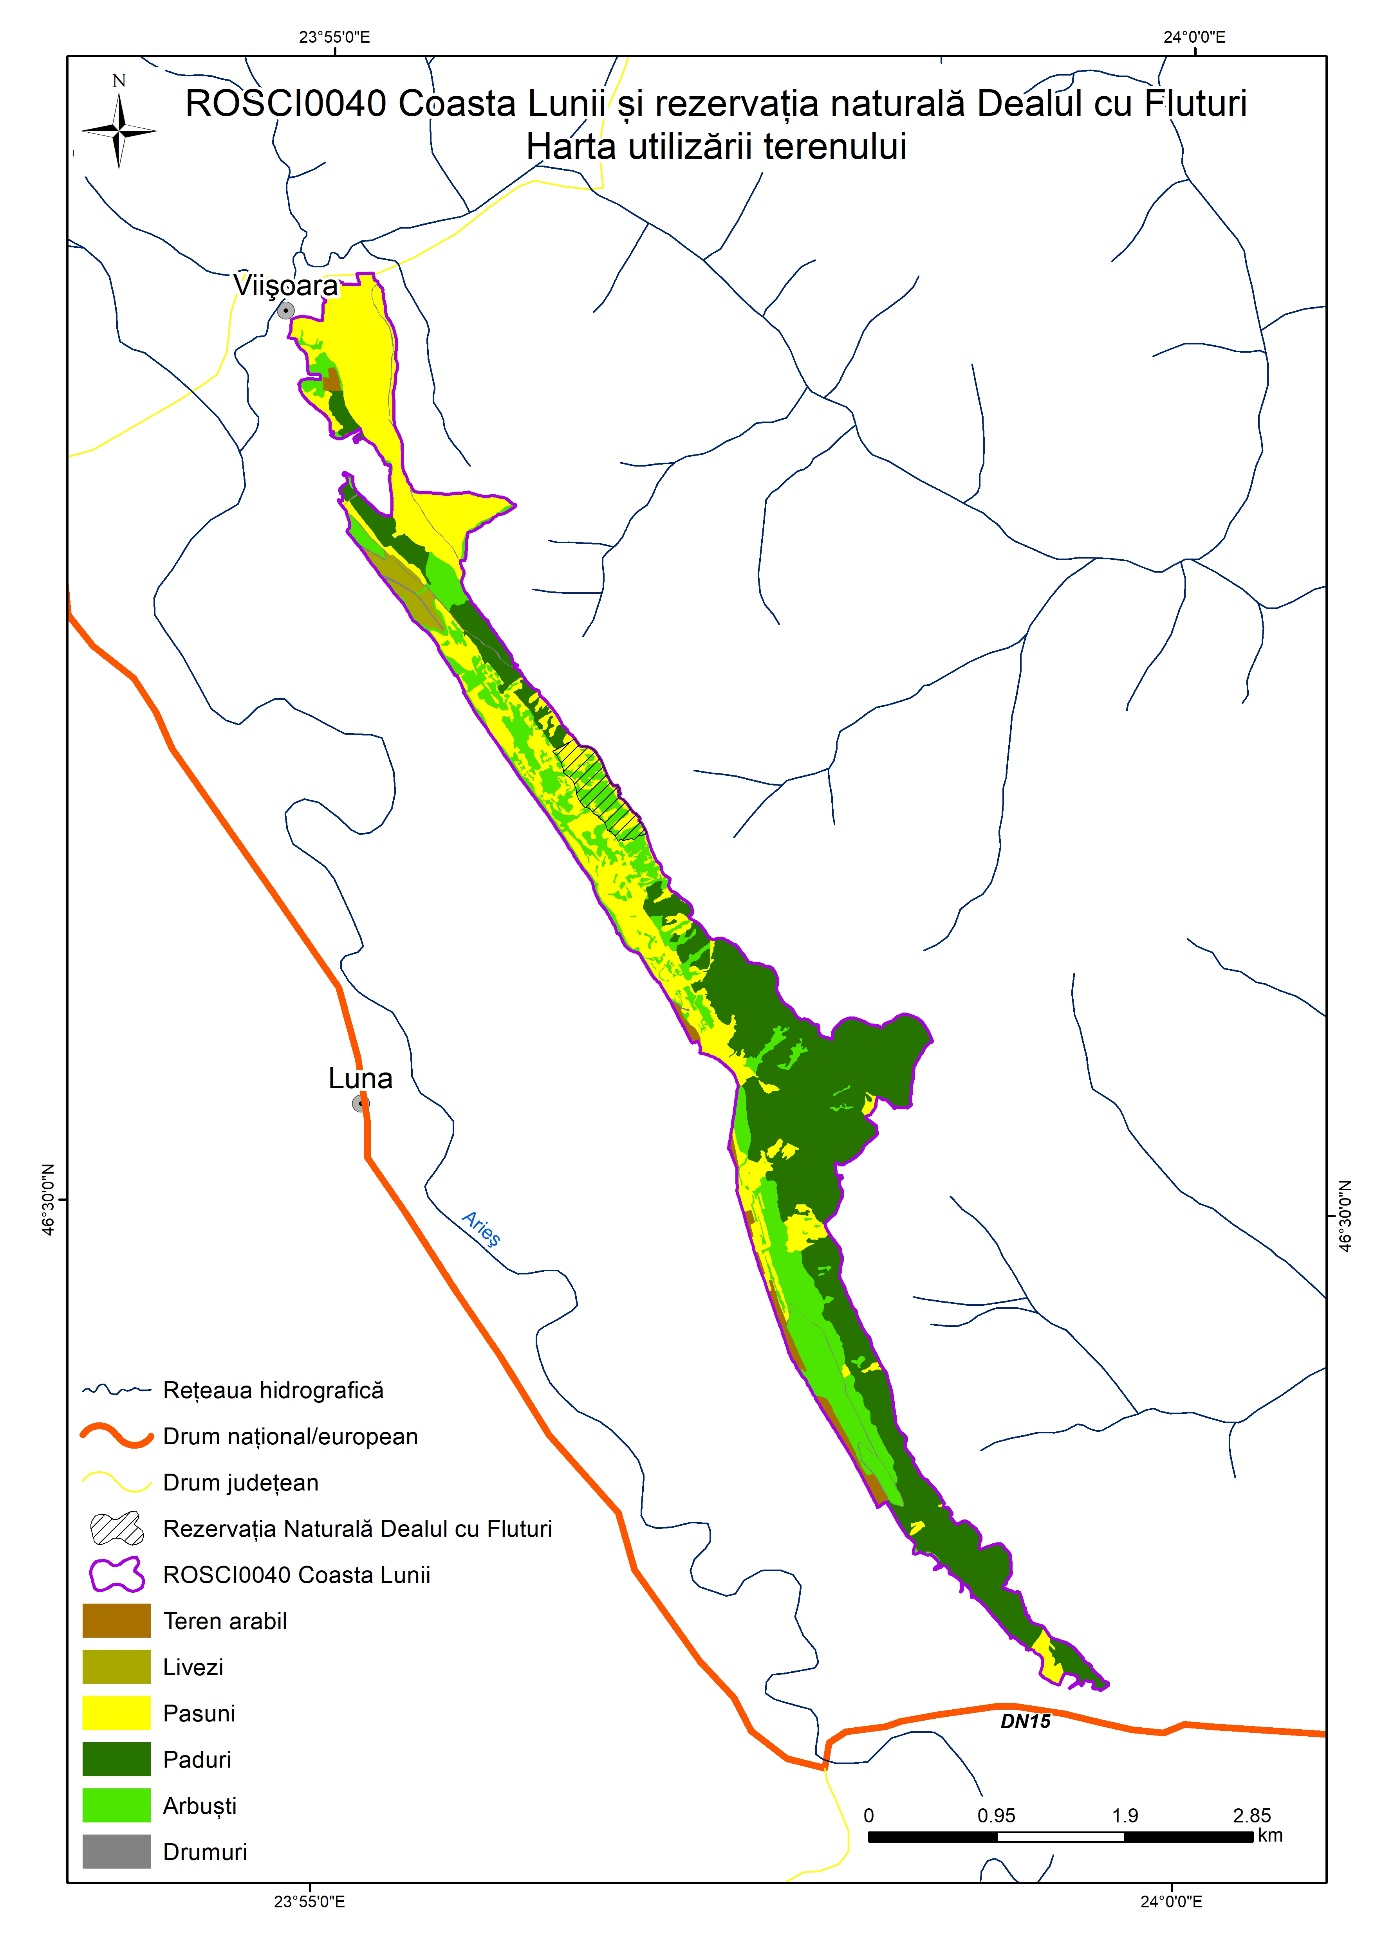 23°55'0"E
24°0'0"E
N
ROSCI0040 Coasta Lunii și rezervația naturală Dealul cu Fluturi
Harta utilizării terenului
Viişoara
Luna
46°30'0"N
46°30'0"N
Arieş
Rețeaua hidrografică
Drum național/european
Drum județean
Rezervația Naturală Dealul cu Fluturi
ROSCI0040 Coasta Lunii
Teren arabil
Livezi
Pasuni
Paduri
Arbuști
Drumuri
DN15
0 0.95 1.9 2.85
km
23°55'0"E
24°0'0"E